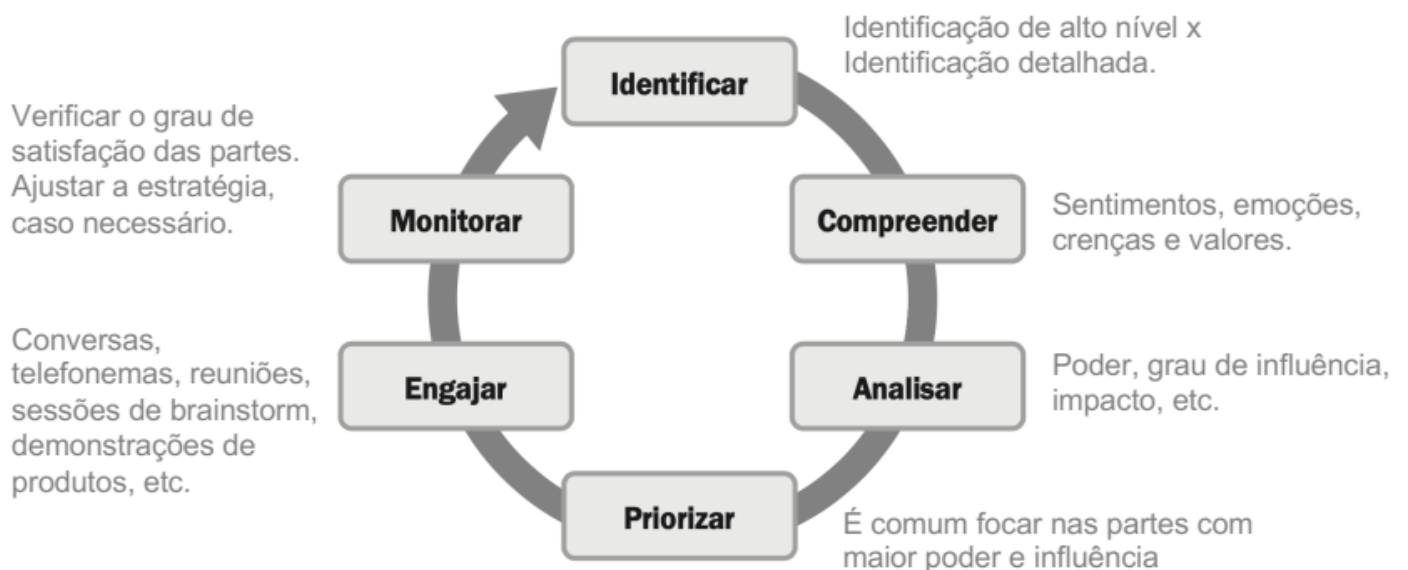 Identificar
Identificação de alto nível x
Identificação detalhada.
Compreender
Sentimentos, emoções,
crenças e valores.
Analisar
Poder, grau de influência,
impacto, etc.
Priorizar
É comum focar nas partes com
maior poder e influência
Engajar
Conversas,
telefonemas, reuniões,
sessões de brainstorm,
demonstrações de
produtos, etc.
Monitorar
Verificar o grau de
satisfação das partes.
Ajustar a estratégia,
caso necessário.